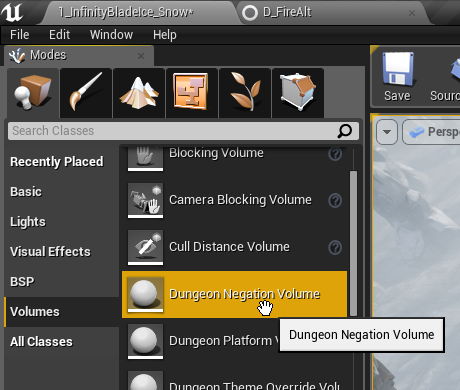 1_InfinityBladeIce_Snow* D_FireAlt
File Edit Window Help
Modes
Save Sour
Search Classes
Persp
Recently Placed
Basic
Lights
Visual Effects
BSP
Volumes
All Classes
Blocking Volume
Camera Blocking Volume
Cull Distance Volume
Dungeon Negation Volume
Dungeon Negation Volume
Dungeon Platform V
Dungeon Theme Override Volu